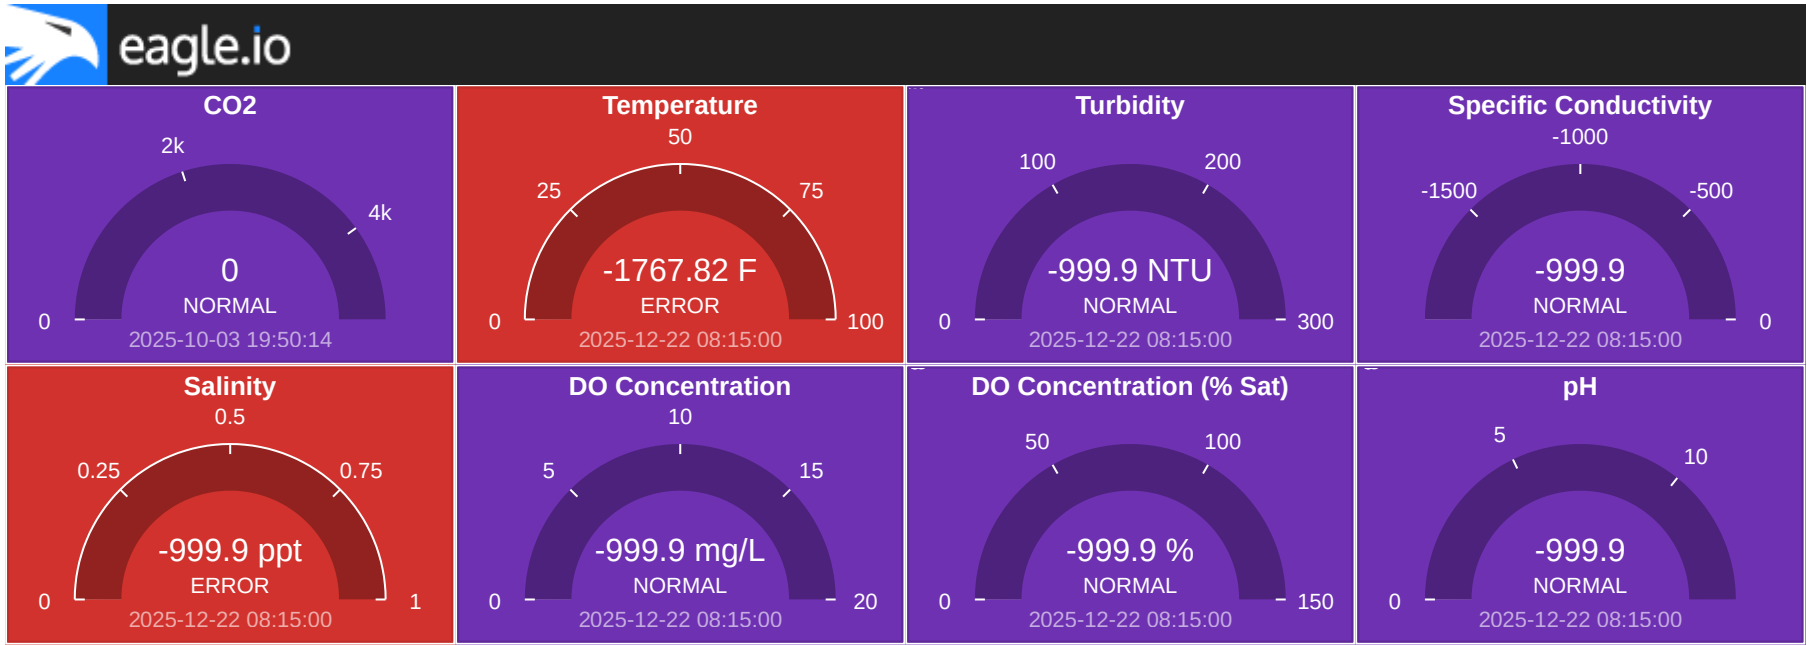 eagle.io
CO2
2k
4k
0
NORMAL
0
2025-10-03 19:50:14
Temperature
50
25
75
-1767.82 F
ERROR
0
100
2025-12-22 08:15:00
Turbidity
100
200
-999.9 NTU
NORMAL
0
300
2025-12-22 08:15:00
Specific Conductivity
-1000
-1500
-500
-999.9
NORMAL
0
2025-12-22 08:15:00
Salinity
0.5
0.25
0.75
-999.9 ppt
ERROR
0
1
2025-12-22 08:15:00
DO Concentration
10
5
15
-999.9 mg/L
NORMAL
0
20
2025-12-22 08:15:00
DO Concentration (% Sat)
50
100
-999.9 %
NORMAL
0
150
2025-12-22 08:15:00
pH
5
10
-999.9
NORMAL
0
2025-12-22 08:15:00